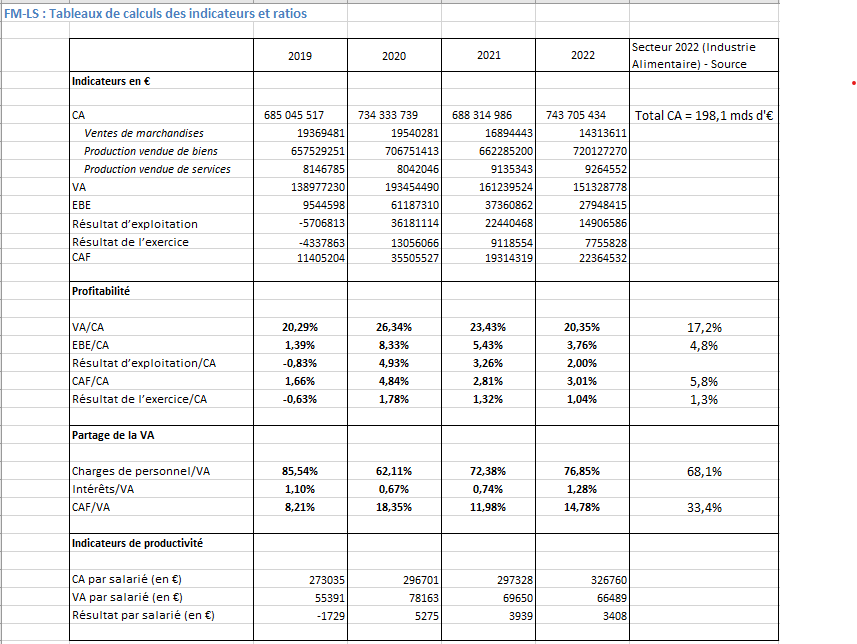 FM-LS : Tableaux de calculs des indicateurs et ratios
2019 2020 2021 2022 Secteur 2022 (Industrie
Alimentaire) - Source
Indicateurs en €
CA 685 045 517 734 333 739 688 314 986 743 705 434 Total CA = 198,1 mds d'€
Ventes de marchandises 19369481 19540281 16894443 14313611
Production vendue de biens 657529251 706751413 662285200 720127270
Production vendue de services 8146785 8042046 9135343 9264552
VA 138977230 193454490 161239524 151328778
EBE 9544598 61187310 37360862 27948415
Résultat d'exploitation -5706813 36181114 22440468 14906586
Résultat de l'exercice -4337863 13056066 9118554 7755828
CAF 11405204 35505527 19314319 22364532
Profitabilité
VA/CA 20,29% 26,34% 23,43% 20,35% 17,2%
EBE/CA 1,39% 8,33% 5,43% 3,76% 4,8%
Résultat d'exploitation/CA -0,83% 4,93% 3,26% 2,00%
CAF/CA 1,66% 4,84% 2,81% 3,01% 5,8%
Résultat de l'exercice/CA -0,63% 1,78% 1,32% 1,04% 1,3%
Partage de la VA
Charges de personnel/VA 85,54% 62,11% 72,38% 76,85% 68,1%
Intérêts/VA 1,10% 0,67% 0,74% 1,28%
CAF/VA 8,21% 18,35% 11,98% 14,78% 33,4%
Indicateurs de productivité
CA par salarié (en €) 273035 296701 297328 326760
VA par salarié (en €) 55391 78163 69650 66489
Résultat par salarié (en €) -1729 5275 3939 3408